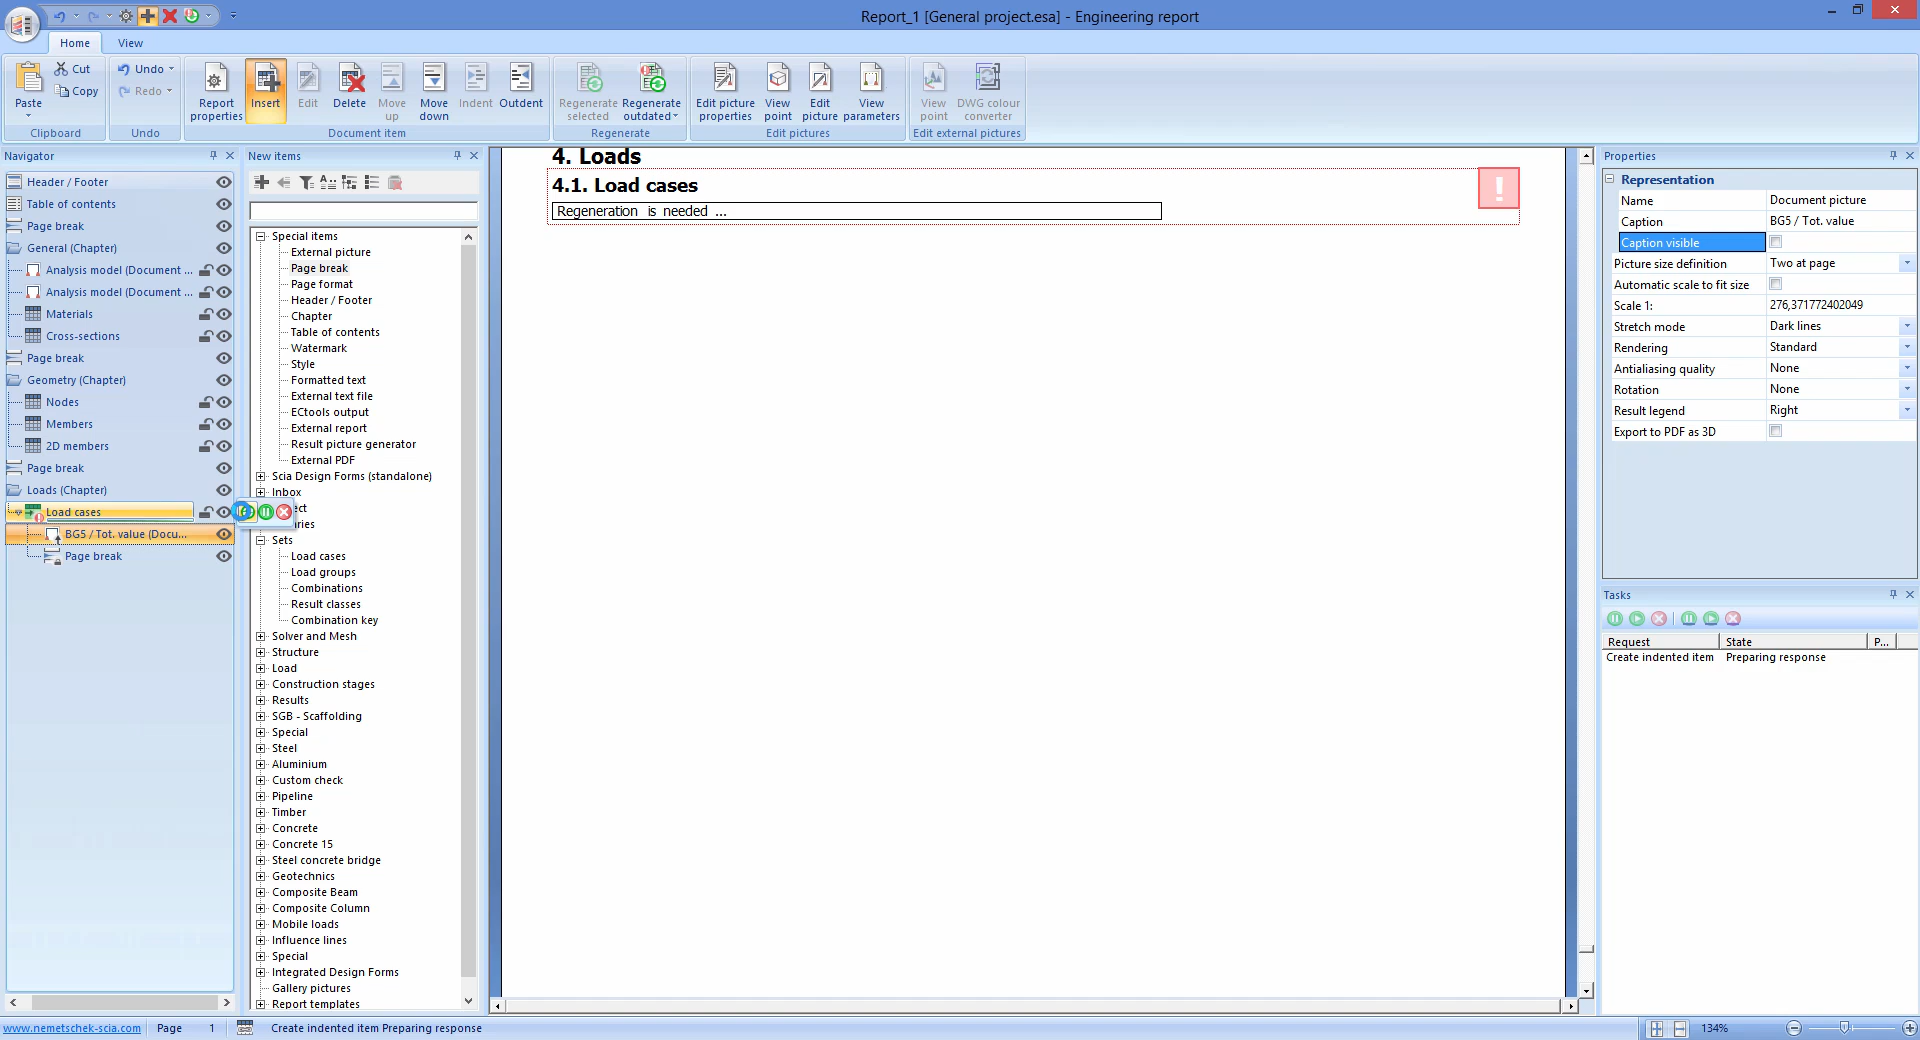 Report_1 [General project.esa] - Engineering report
Home
View
Paste
Cut
Copy
Clipboard
Undo
Redo
Undo
Report properties
Insert
Edit
Delete
Move up
Move down
Indent
Outdent
Document item
Regenerate selected
Regenerate outdated
Regenerate
Edit picture properties
View point
Edit picture
View parameters
Edit pictures
View point
DWG colour converter
Edit external pictures
Navigator
Header / Footer
Table of contents
Page break
General (Chapter)
Analysis model (Document ...
Analysis model (Document ...
Materials
Cross-sections
Page break
Geometry (Chapter)
Nodes
Members
2D members
Page break
Loads (Chapter)
Load cases
BG5 / Tot. value (Docu...
Page break
New items
Special items
External picture
Page break
Page format
Header / Footer
Chapter
Table of contents
Watermark
Style
Formatted text
External text file
ECtools output
External report
Result picture generator
External PDF
Scia Design Forms (standalone)
Inbox
ect
aries
Sets
Load cases
Load groups
Combinations
Result classes
Combination key
Solver and Mesh
Structure
Load
Construction stages
Results
SGB - Scaffolding
Special
Steel
Aluminium
Custom check
Pipeline
Timber
Concrete
Concrete 15
Steel concrete bridge
Geotechnics
Composite Beam
Composite Column
Mobile loads
Influence lines
Special
Integrated Design Forms
Gallery pictures
Report templates
4. Loads
4.1. Load cases
Regeneration is needed ...
!
Properties
Representation
Name Document picture
Caption BG5 / Tot. value
Caption visible
Picture size definition Two at page
Automatic scale to fit size
Scale 1: 276,371772402049
Stretch mode Dark lines
Rendering Standard
Antialiasing quality None
Rotation None
Result legend Right
Export to PDF as 3D
Tasks
Request State P...
Create indented item Preparing response
www.nemetschek-scia.com Page 1 Create indented item Preparing response 134%